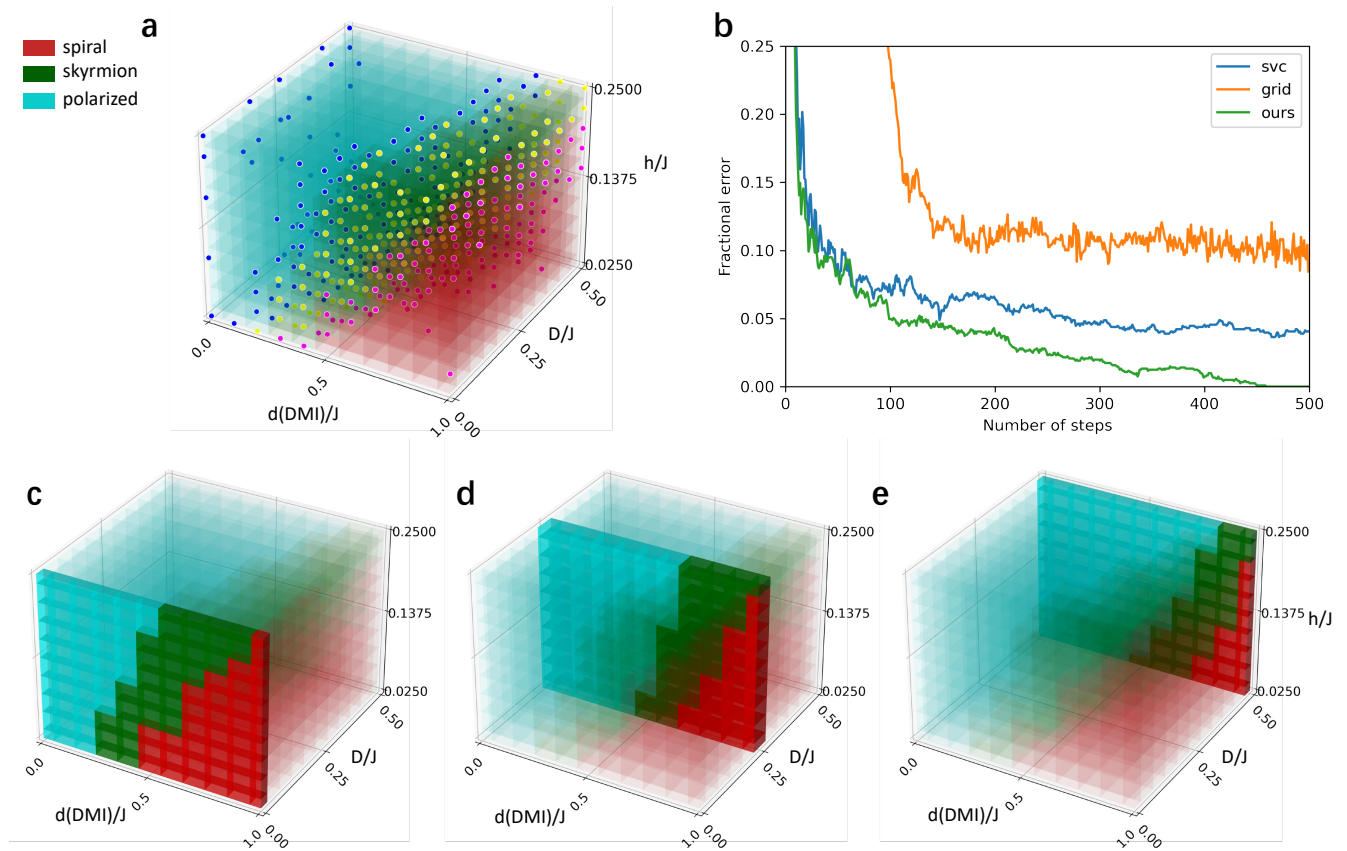 a
spiral
skyrmion
polarized
0.2500
h/J
0.1375
0.0250
0.50
D/J
0.25
0.00
0.0
0.5
1.0
d(DMI)/J
b
0.25
0.20
0.15
0.10
0.05
0.00
Fractional error
svc
grid
ours
0
100
200
300
400
500
Number of steps
c
0.2500
0.1375
0.0250
0.50
D/J
0.25
0.00
0.0
0.5
1.0
d(DMI)/J
d
0.2500
0.1375
0.0250
0.50
D/J
0.25
0.00
0.0
0.5
1.0
d(DMI)/J
e
0.2500
0.1375
h/J
0.0250
0.50
D/J
0.25
0.00
0.0
0.5
1.0
d(DMI)/J